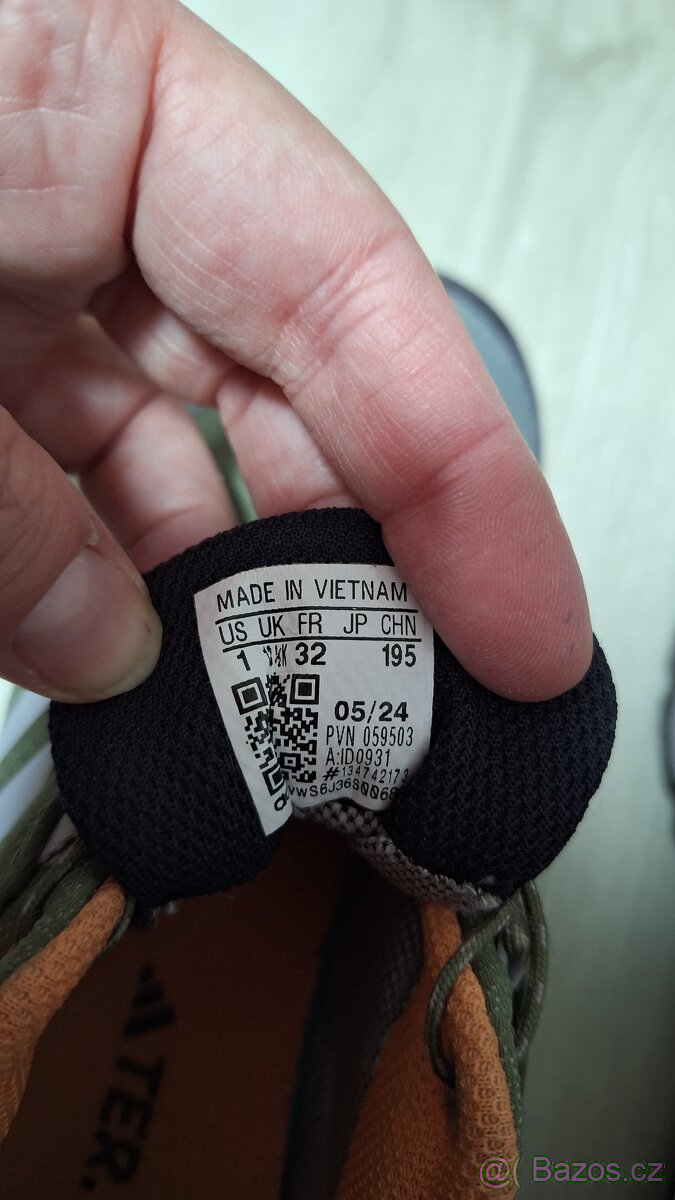 MADE IN VIETNAM
US UK FR JP CHN
1 32 195
05/24
PVN 059503
A:ID0931
#134742173
TER.
@( Bazos.cz